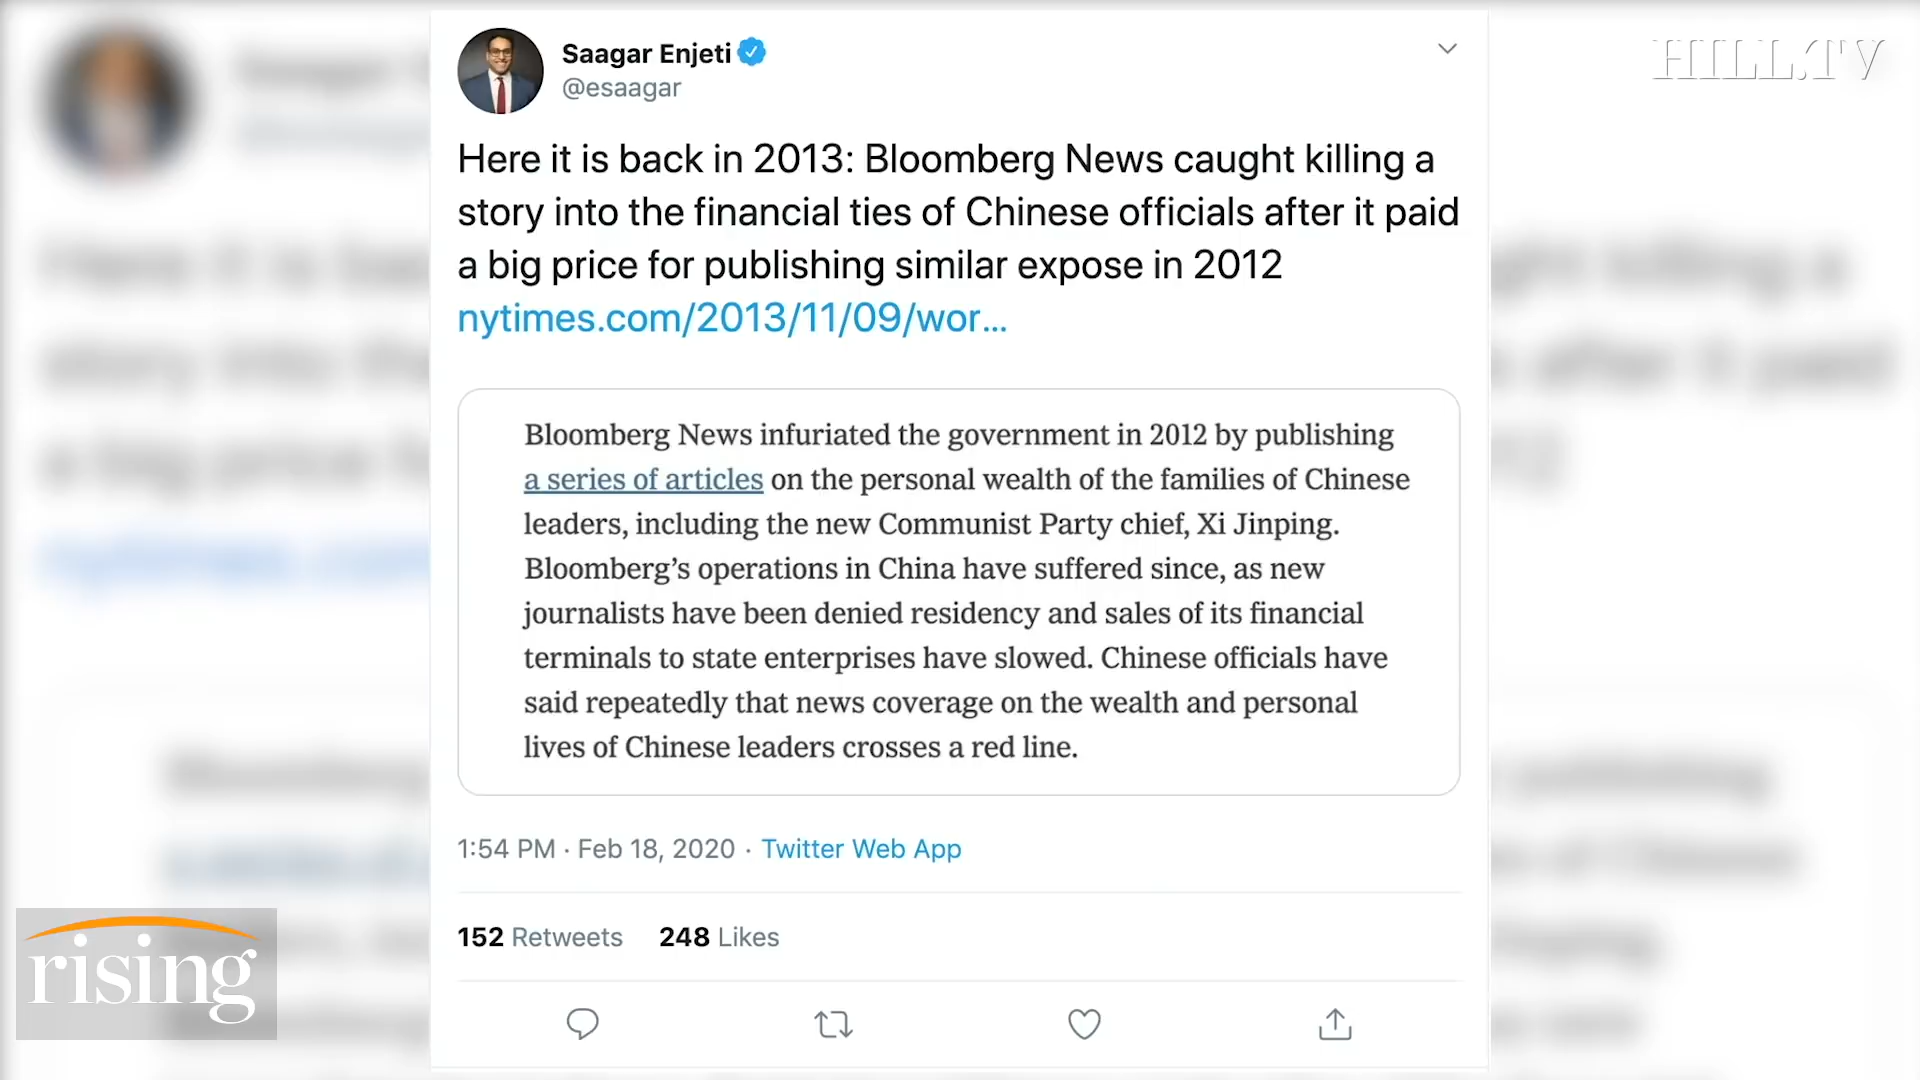 HILL.TV
Saagar Enjeti
@esaagar
Here it is back in 2013: Bloomberg News caught killing a
story into the financial ties of Chinese officials after it paid
a big price for publishing similar expose in 2012
nytimes.com/2013/11/09/wor...
Bloomberg News infuriated the government in 2012 by publishing
a series of articles on the personal wealth of the families of Chinese
leaders, including the new Communist Party chief, Xi Jinping.
Bloomberg’s operations in China have suffered since, as new
journalists have been denied residency and sales of its financial
terminals to state enterprises have slowed. Chinese officials have
said repeatedly that news coverage on the wealth and personal
lives of Chinese leaders crosses a red line.
1:54 PM · Feb 18, 2020 · Twitter Web App
152 Retweets 248 Likes
rising